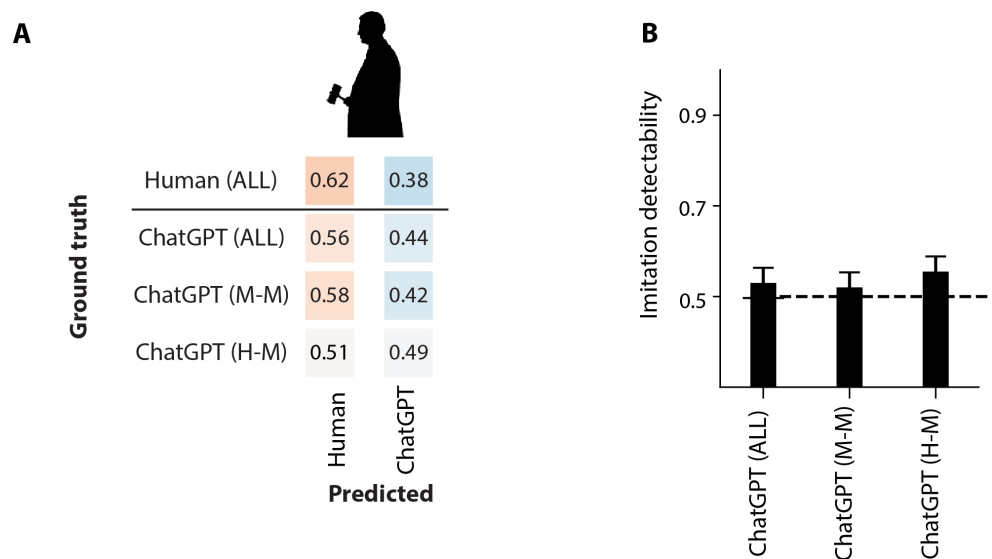 A
Ground truth
Human (ALL) 0.62 0.38
ChatGPT (ALL) 0.56 0.44
ChatGPT (M-M) 0.58 0.42
ChatGPT (H-M) 0.51 0.49
Human
ChatGPT
Predicted
B
Imitation detectability
0.9
0.7
0.5
ChatGPT (ALL)
ChatGPT (M-M)
ChatGPT (H-M)